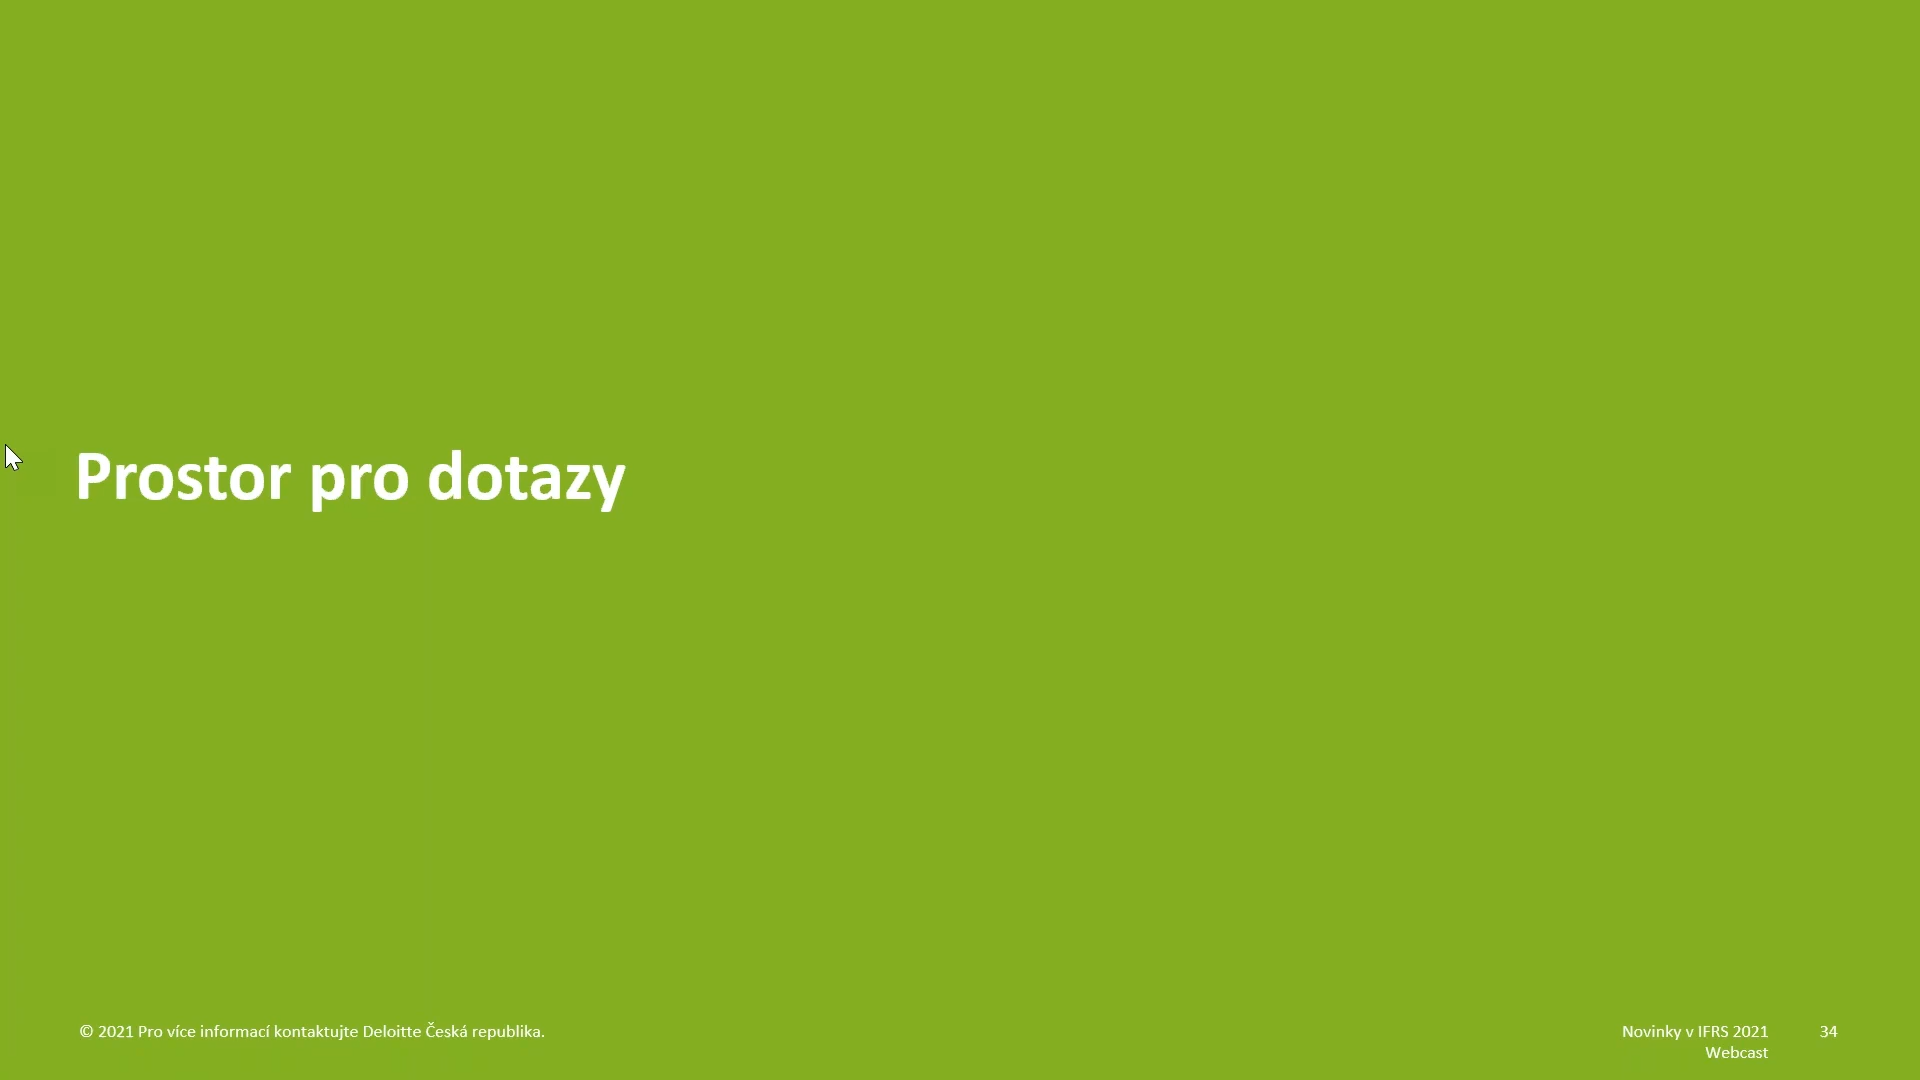 Prostor pro dotazy
© 2021 Pro více informací kontaktujte Deloitte Česká republika.
Novinky v IFRS 2021
Webcast
34